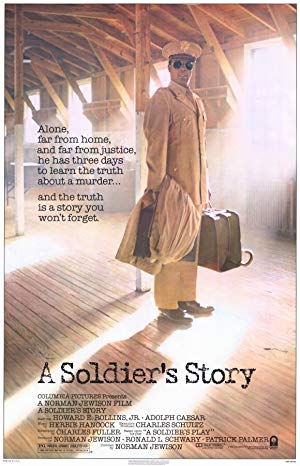 Alone,
far from home,
and far from justice,
he has three days
to learn the truth
about a murder...
and the truth
is a story you
won't forget.
A Soldier's Story
COLUMBIA PICTURES Presents
A NORMAN JEWISON FILM
A SOLDIER'S STORY
HOWARD E. ROLLINS, JR. · ADOLPH CAESAR
HERBIE HANCOCK CHARLES SCHULTZ
CHARLES FULLER "A SOLDIER'S PLAY"
NORMAN JEWISON · RONALD L. SCHWARY · PATRICK PALMER
NORMAN JEWISON
PG